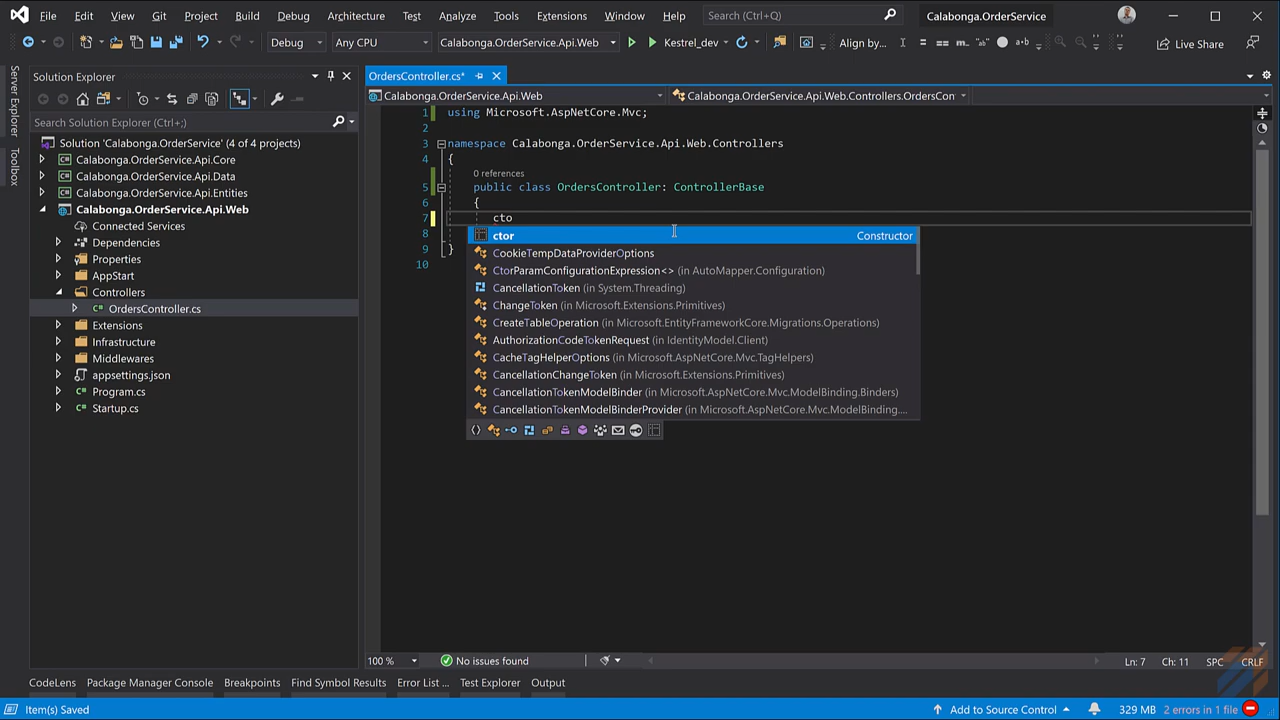 File Edit View Git Project Build Debug Architecture Test Analyze Tools Extensions Window Help Search (Ctrl+Q) Calabonga.OrderService
Debug Any CPU Calabonga.OrderService.Api.Web Kestrel_dev Align by... Live Share
Server Explorer
Toolbox
Solution Explorer
Search Solution Explorer (Ctrl+;)
Solution 'Calabonga.OrderService' (4 of 4 projects)
Calabonga.OrderService.Api.Core
Calabonga.OrderService.Api.Data
Calabonga.OrderService.Api.Entities
Calabonga.OrderService.Api.Web
Connected Services
Dependencies
Properties
AppStart
Controllers
OrdersController.cs
Extensions
Infrastructure
Middlewares
appsettings.json
Program.cs
Startup.cs
OrdersController.cs*
Calabonga.OrderService.Api.Web Calabonga.OrderService.Api.Web.Controllers.OrdersCon
1 using Microsoft.AspNetCore.Mvc;
2
3 namespace Calabonga.OrderService.Api.Web.Controllers
4 {
0 references
5 public class OrdersController: ControllerBase
6 {
7 cto
8
9 }
10
ctor Constructor
CookieTempDataProviderOptions
CtorParamConfigurationExpression<> (in AutoMapper.Configuration)
CancellationToken (in System.Threading)
ChangeToken (in Microsoft.Extensions.Primitives)
CreateTableOperation (in Microsoft.EntityFrameworkCore.Migrations.Operations)
AuthorizationCodeTokenRequest (in IdentityModel.Client)
CacheTagHelperOptions (in Microsoft.AspNetCore.Mvc.TagHelpers)
CancellationChangeToken (in Microsoft.Extensions.Primitives)
CancellationTokenModelBinder (in Microsoft.AspNetCore.Mvc.ModelBinding.Binders)
CancellationTokenModelBinderProvider (in Microsoft.AspNetCore.Mvc.ModelBinding....
100 % No issues found Ln: 7 Ch: 11 SPC CRLF
CodeLens Package Manager Console Breakpoints Find Symbol Results Error List ... Test Explorer Output
Item(s) Saved Add to Source Control 329 MB 2 errors in 1 file